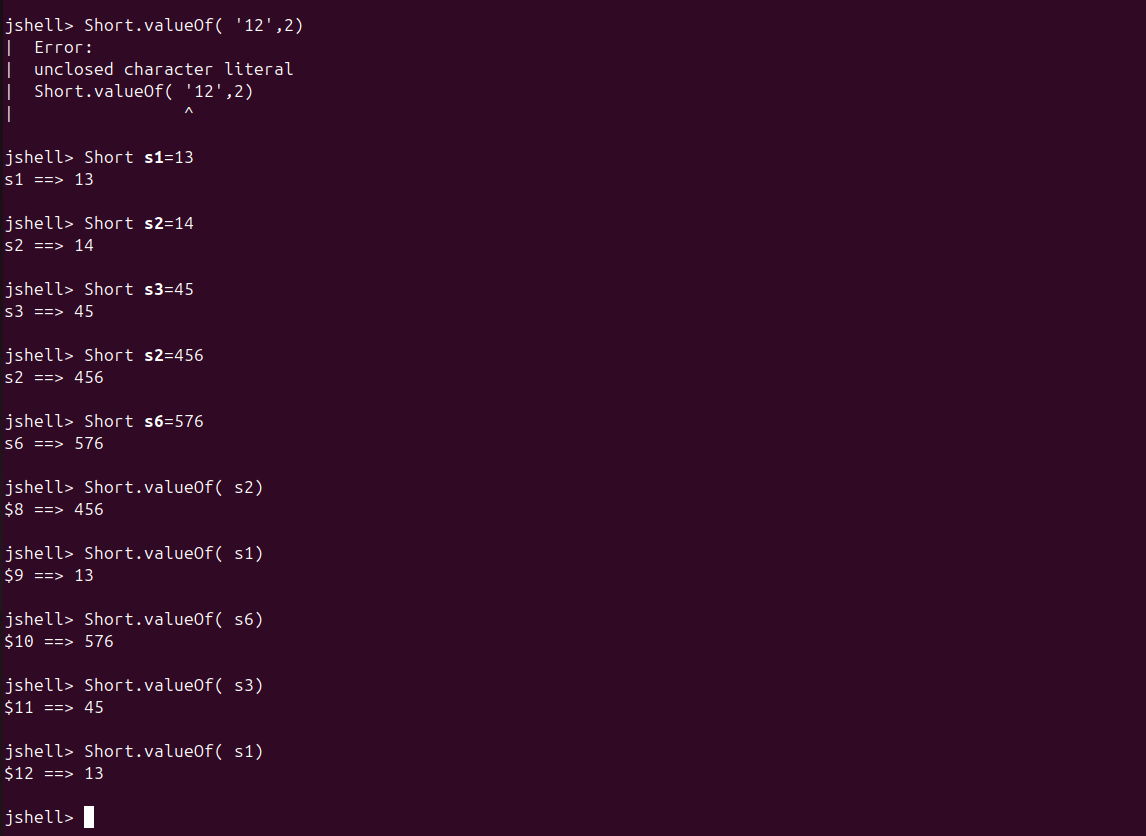 jshell> Short.valueOf( '12',2)
|  Error:
|  unclosed character literal
|  Short.valueOf( '12',2)
|                 ^
jshell> Short s1=13
s1 ==> 13
jshell> Short s2=14
s2 ==> 14
jshell> Short s3=45
s3 ==> 45
jshell> Short s2=456
s2 ==> 456
jshell> Short s6=576
s6 ==> 576
jshell> Short.valueOf( s2)
$8 ==> 456
jshell> Short.valueOf( s1)
$9 ==> 13
jshell> Short.valueOf( s6)
$10 ==> 576
jshell> Short.valueOf( s3)
$11 ==> 45
jshell> Short.valueOf( s1)
$12 ==> 13
jshell>